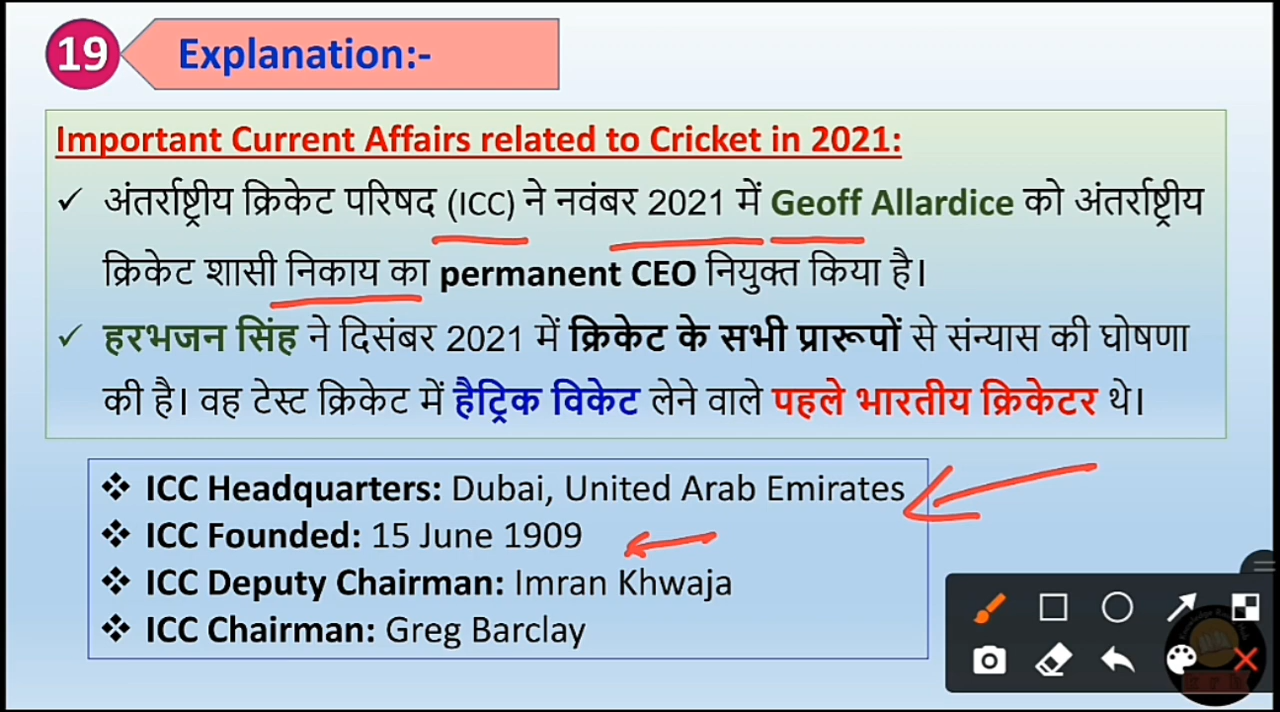 19 Explanation:-
Important Current Affairs related to Cricket in 2021:
✓ अंतर्राष्ट्रीय क्रिकेट परिषद (ICC) ने नवंबर 2021 में Geoff Allardice को अंतर्राष्ट्रीय
क्रिकेट शासी निकाय का permanent CEO नियुक्त किया है।
✓ हरभजन सिंह ने दिसंबर 2021 में क्रिकेट के सभी प्रारूपों से संन्यास की घोषणा
की है। वह टेस्ट क्रिकेट में हैट्रिक विकेट लेने वाले पहले भारतीय क्रिकेटर थे।
❖ ICC Headquarters: Dubai, United Arab Emirates
❖ ICC Founded: 15 June 1909
❖ ICC Deputy Chairman: Imran Khwaja
❖ ICC Chairman: Greg Barclay